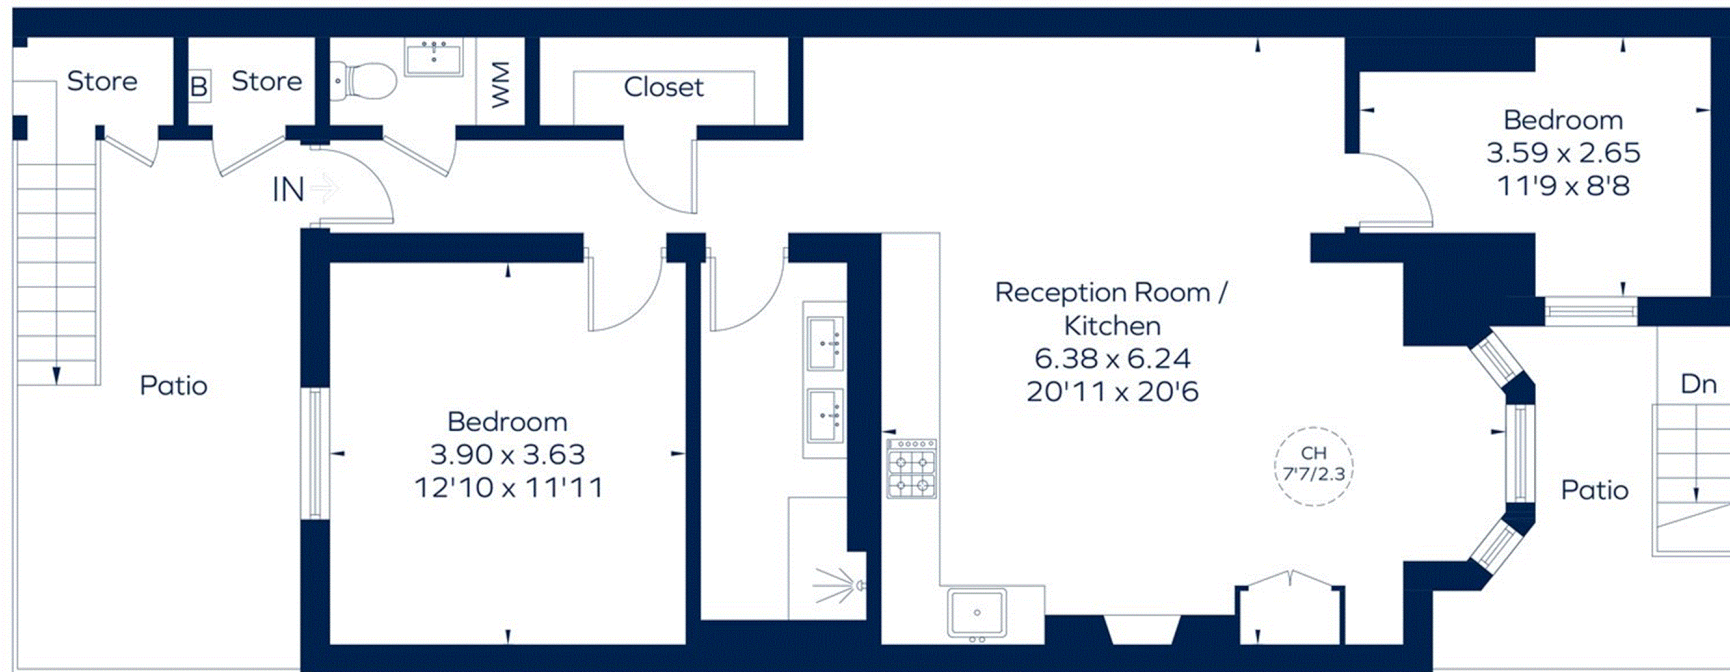 Store
B
Store
WM
Closet
IN
Bedroom
3.59 x 2.65
11'9 x 8'8
Reception Room /
Kitchen
6.38 x 6.24
20'11 x 20'6
Patio
Bedroom
3.90 x 3.63
12'10 x 11'11
CH
7'7/2.3
Dn
Patio